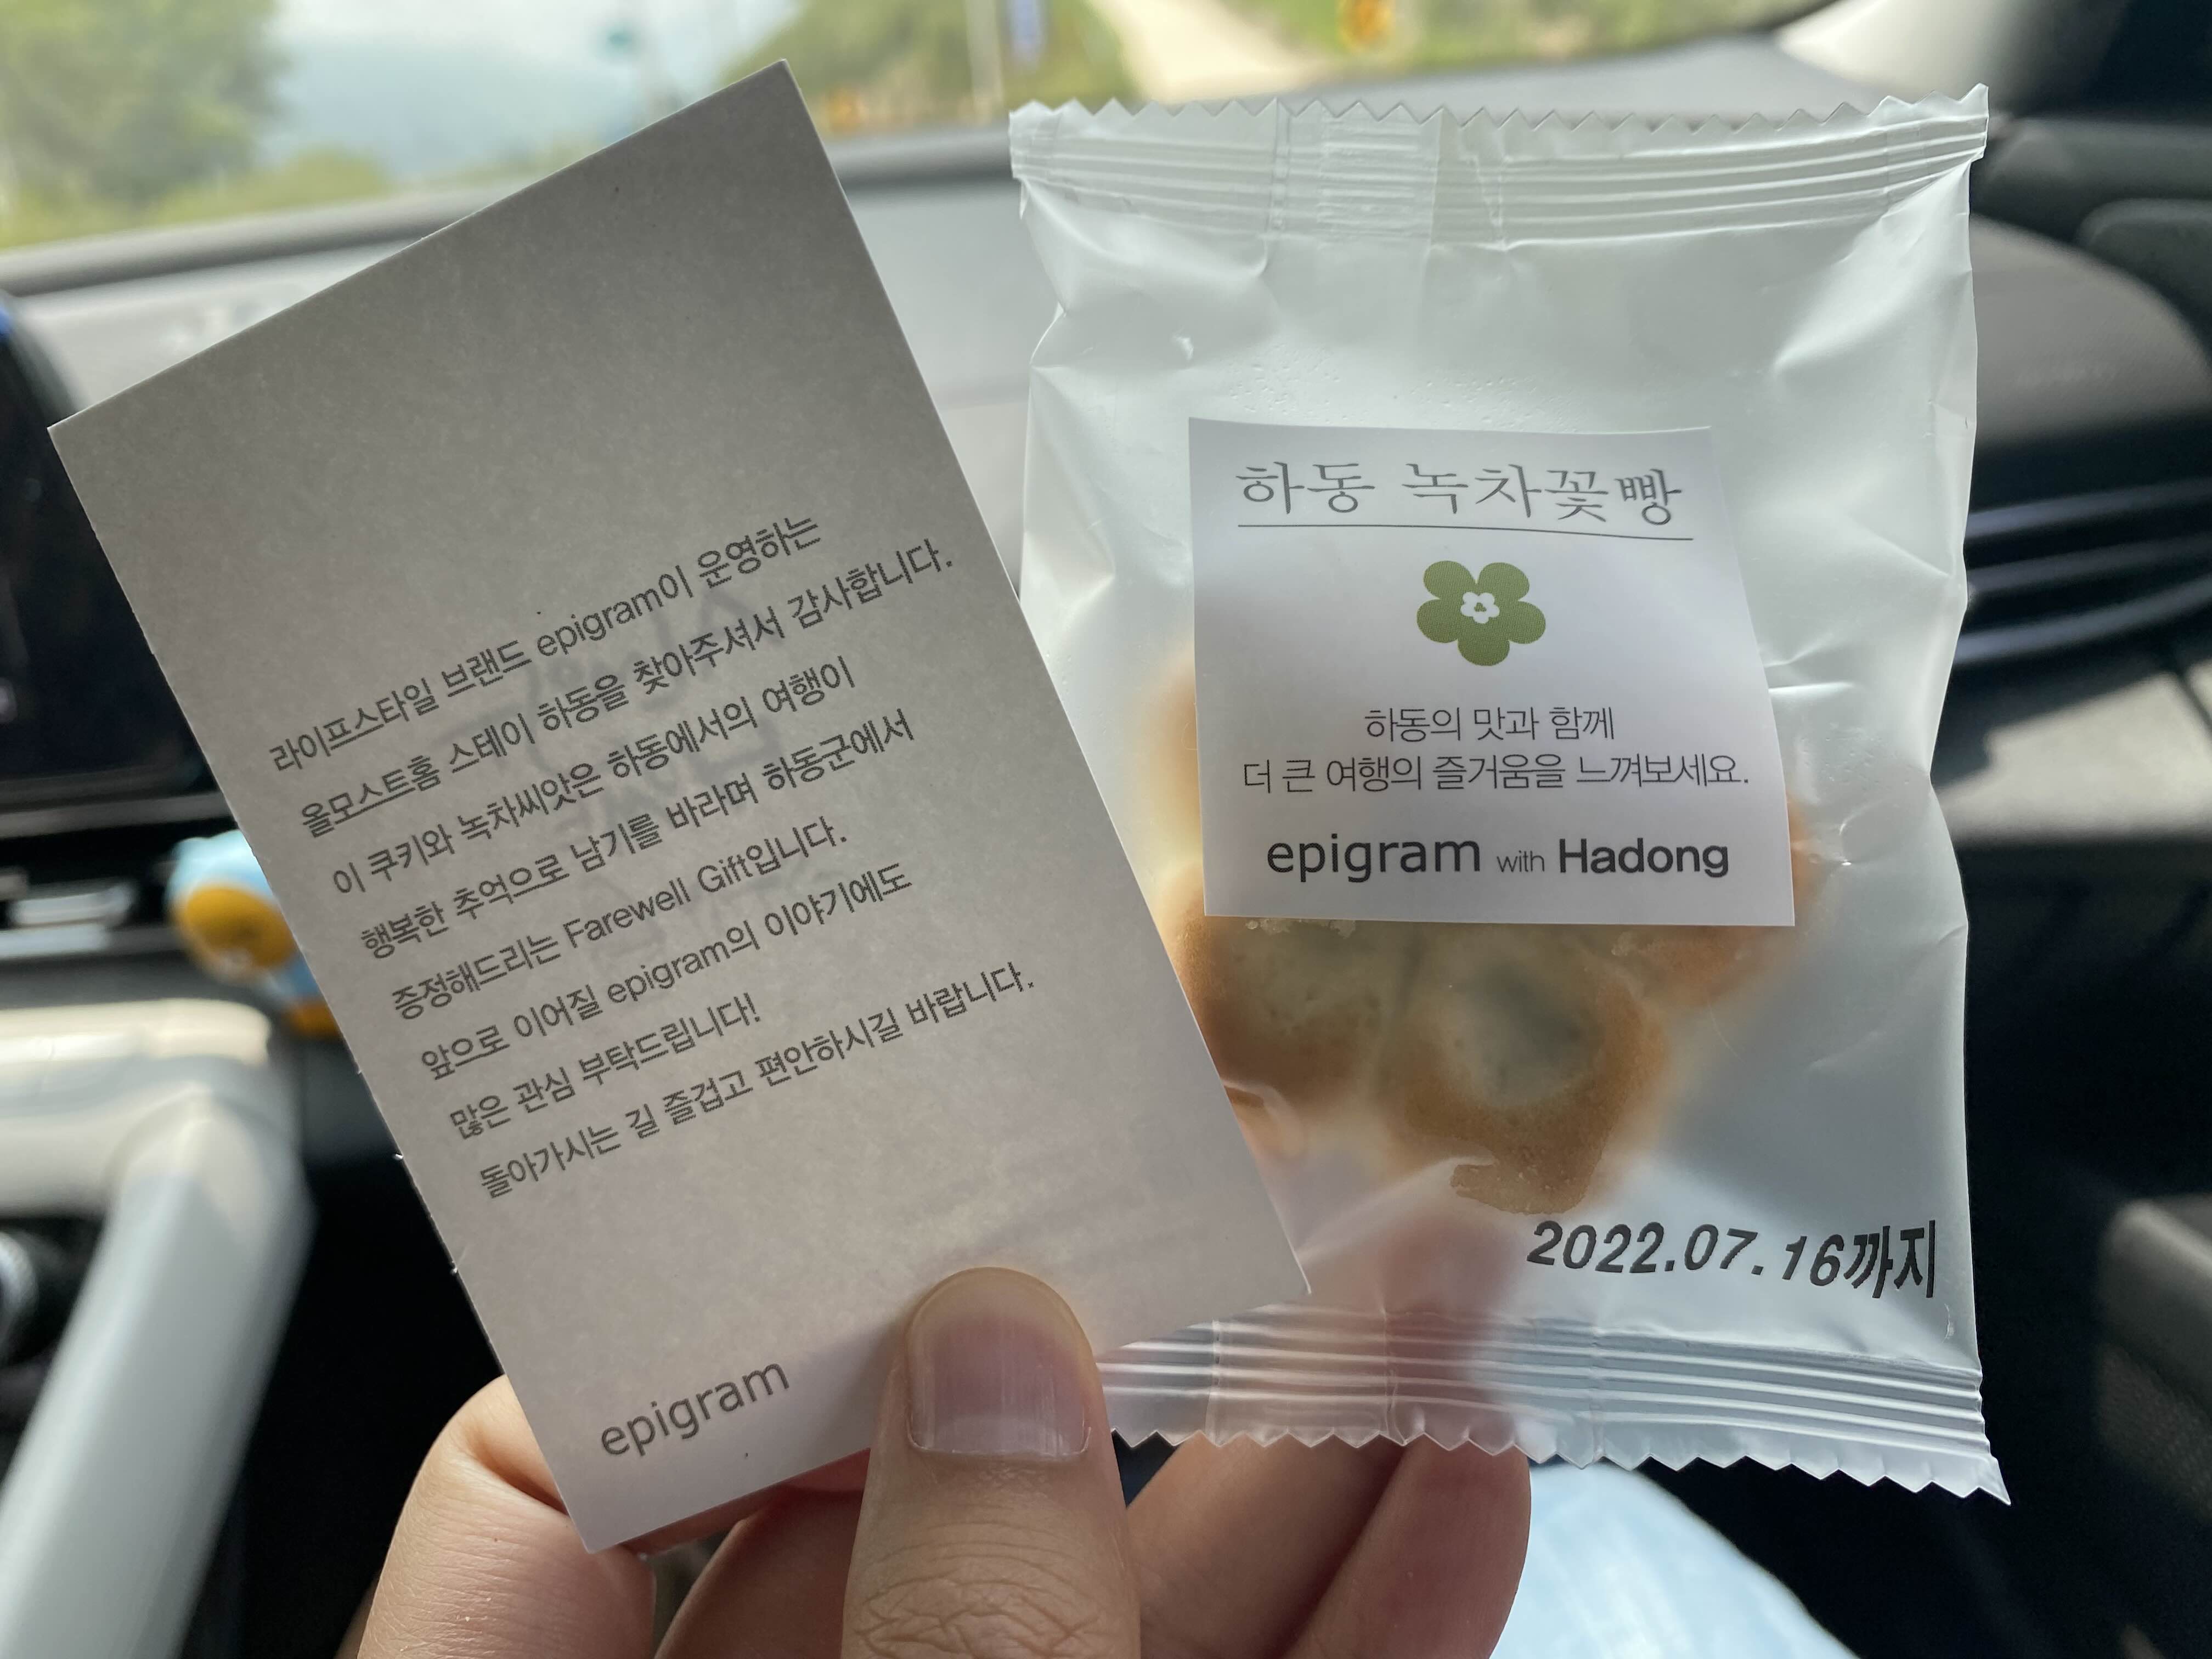 라이프스타일 브랜드 epigram이 운영하는
올모스트홈 스테이 하동을 찾아주셔서 감사합니다.
이 쿠키와 녹차씨앗은 하동에서의 여행이
행복한 추억으로 남기를 바라며 하동군에서
증정해드리는 Farewell Gift입니다.
앞으로 이어질 epigram의 이야기에도
많은 관심 부탁드립니다!
돌아가시는 길 즐겁고 편안하시길 바랍니다.
epigram
하동 녹차꽃빵
하동의 맛과 함께
더 큰 여행의 즐거움을 느껴보세요.
epigram with Hadong
2022.07.16까지